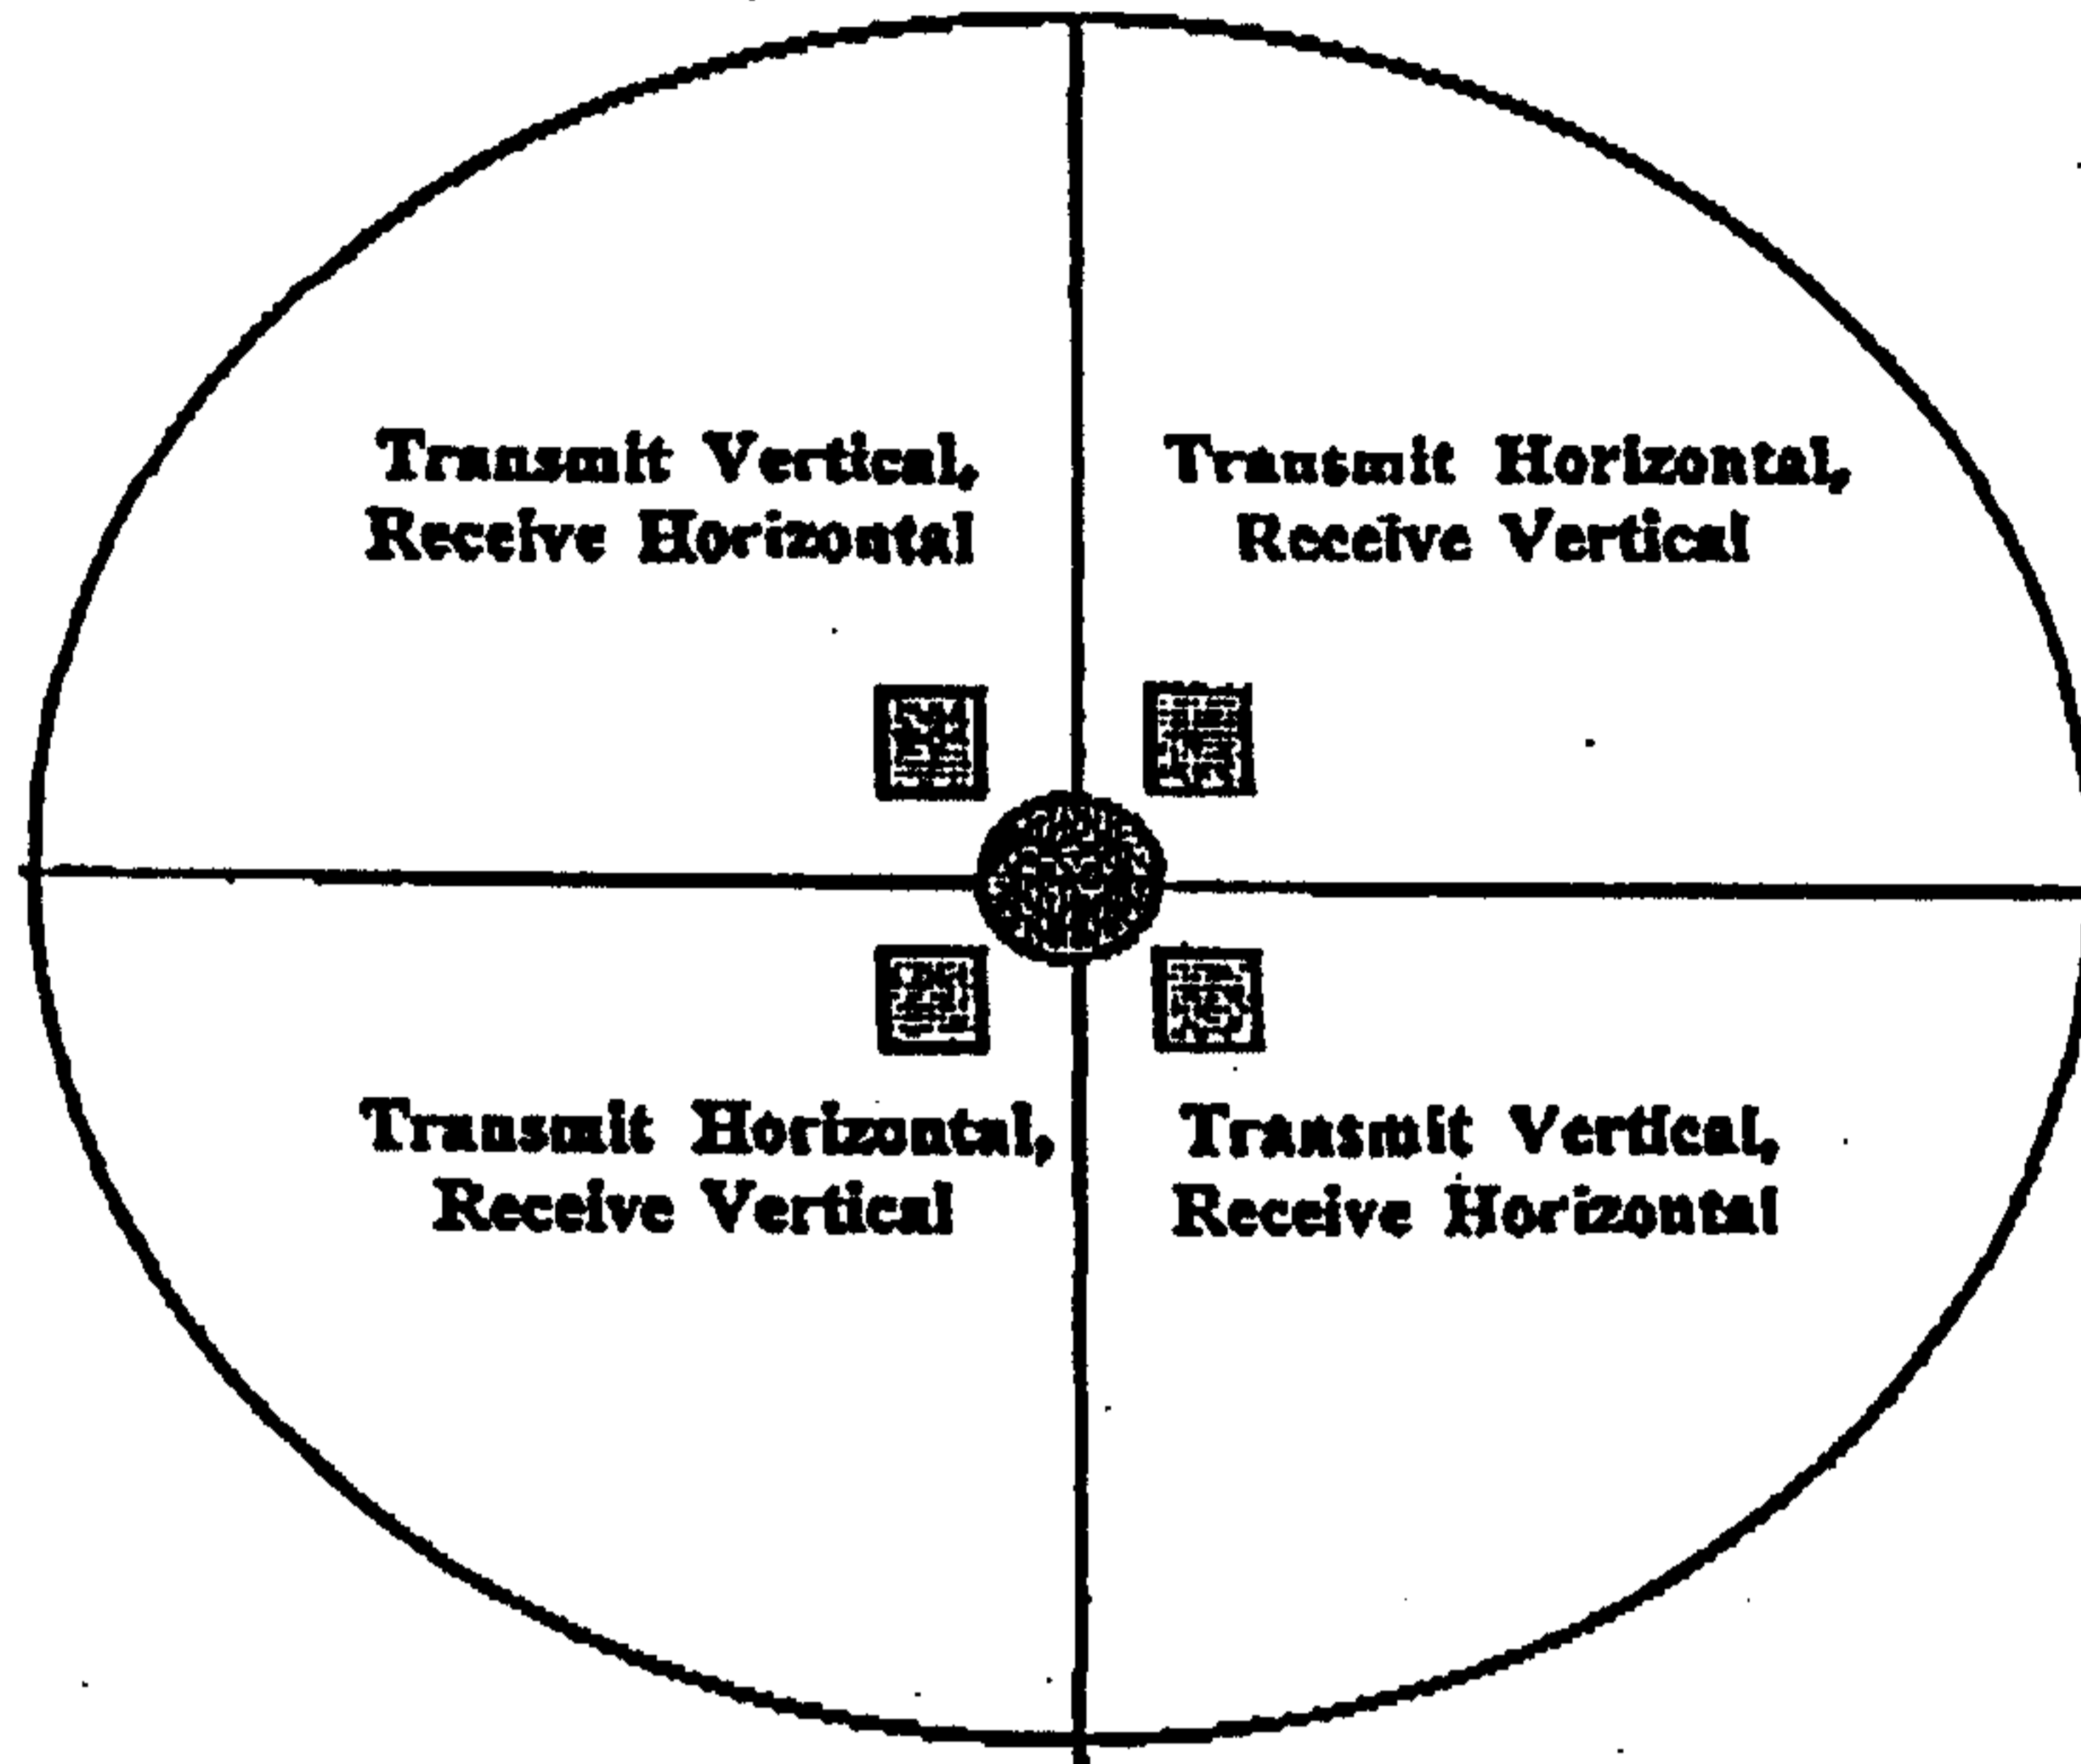 Transmit Vertical,
Receive Horizontal
Transmit Horizontal,
Receive Vertical
Transmit Horizontal,
Receive Vertical
Transmit Vertical,
Receive Horizontal